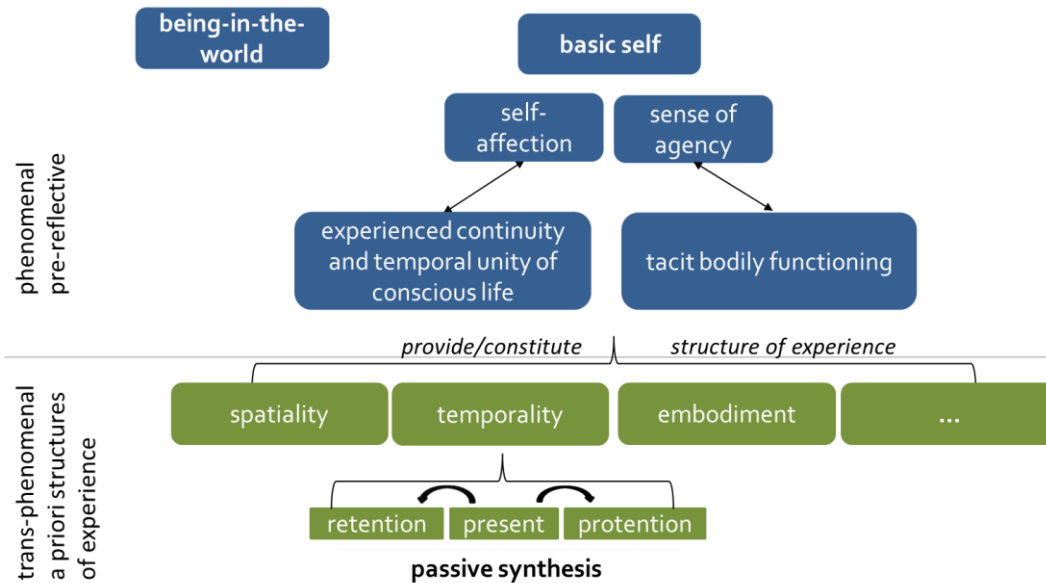 being-in-the-
world
basic self
self-
affection
sense of
agency
phenomenal
pre-reflective
experienced continuity
and temporal unity of
conscious life
tacit bodily functioning
provide/constitute
structure of experience
spatiality
temporality
embodiment
...
trans-phenomenal
a priori structures
of experience
retention
present
protention
passive synthesis